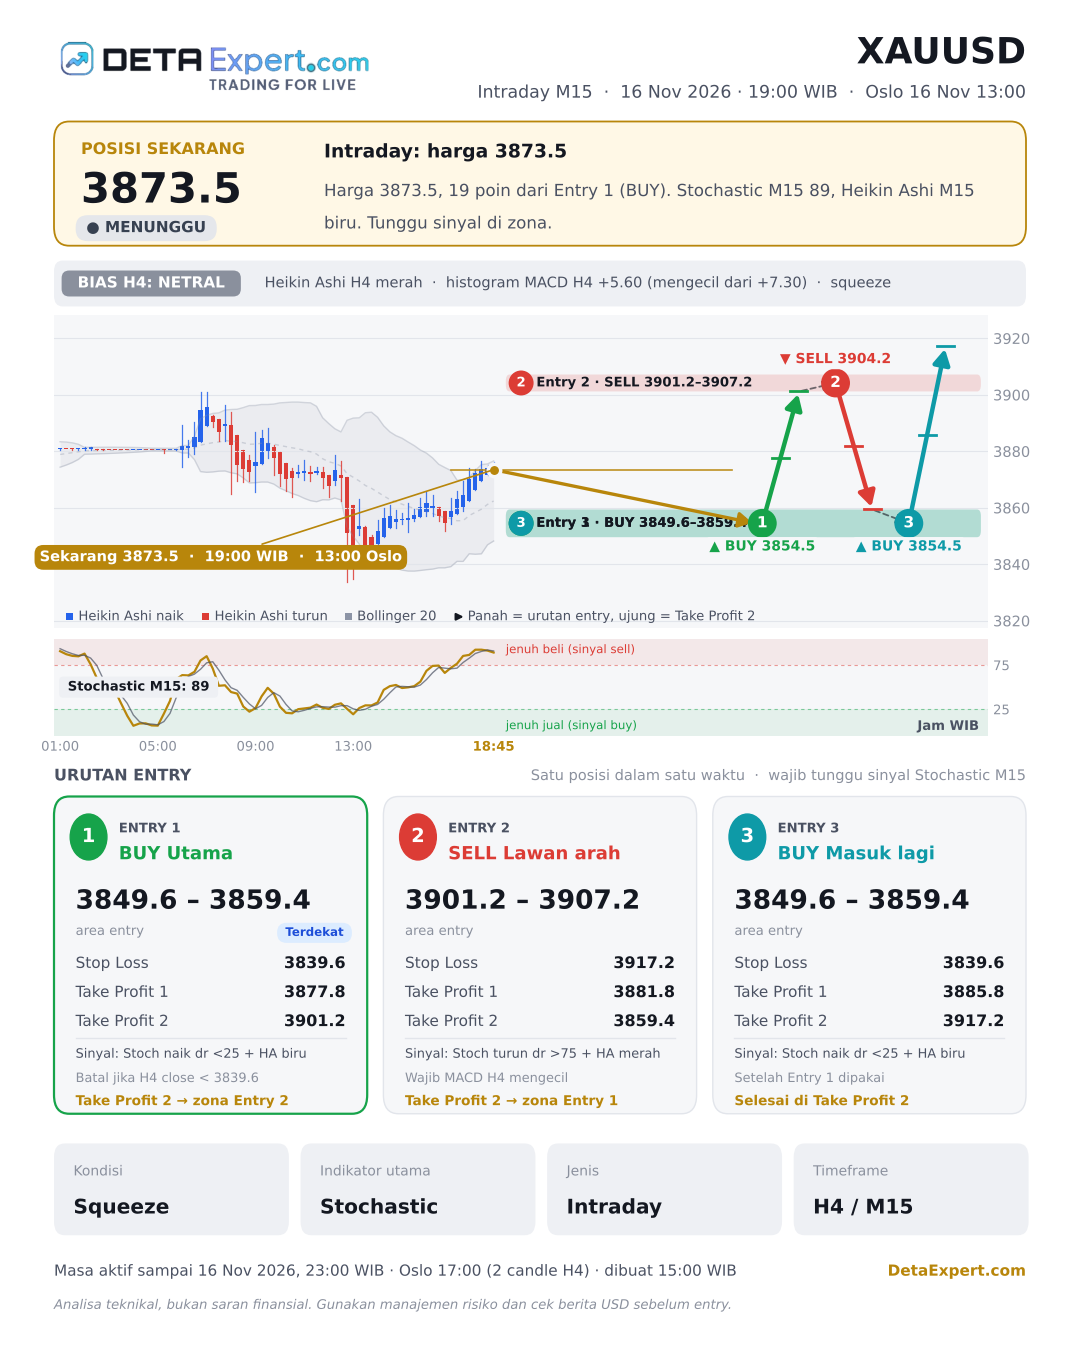 DETA Expert.com
TRADING FOR LIVE
XAUUSD
Intraday M15 · 16 Nov 2026 · 19:00 WIB · Oslo 16 Nov 13:00
POSISI SEKARANG
3873.5
● MENUNGGU
Intraday: harga 3873.5
Harga 3873.5, 19 poin dari Entry 1 (BUY). Stochastic M15 89, Heikin Ashi M15
biru. Tunggu sinyal di zona.
BIAS H4: NETRAL
Heikin Ashi H4 merah · histogram MACD H4 +5.60 (mengecil dari +7.30) · squeeze
3920
3900
3880
3860
3840
3820
▼ SELL 3904.2
2 Entry 2 · SELL 3901.2–3907.2
2
3 Entry 3 · BUY 3849.6–3859.
1
3
▲ BUY 3854.5
▲ BUY 3854.5
Sekarang 3873.5 · 19:00 WIB · 13:00 Oslo
Heikin Ashi naik
Heikin Ashi turun
Bollinger 20
Panah = urutan entry, ujung = Take Profit 2
jenuh beli (sinyal sell)
75
Stochastic M15: 89
25
jenuh jual (sinyal buy)
Jam WIB
01:00 05:00 09:00 13:00 18:45
URUTAN ENTRY
Satu posisi dalam satu waktu · wajib tunggu sinyal Stochastic M15
1
ENTRY 1
BUY Utama
3849.6 – 3859.4
area entry
Terdekat
Stop Loss 3839.6
Take Profit 1 3877.8
Take Profit 2 3901.2
Sinyal: Stoch naik dr <25 + HA biru
Batal jika H4 close < 3839.6
Take Profit 2 → zona Entry 2
2
ENTRY 2
SELL Lawan arah
3901.2 – 3907.2
area entry
Stop Loss 3917.2
Take Profit 1 3881.8
Take Profit 2 3859.4
Sinyal: Stoch turun dr >75 + HA merah
Wajib MACD H4 mengecil
Take Profit 2 → zona Entry 1
3
ENTRY 3
BUY Masuk lagi
3849.6 – 3859.4
area entry
Stop Loss 3839.6
Take Profit 1 3885.8
Take Profit 2 3917.2
Sinyal: Stoch naik dr <25 + HA biru
Setelah Entry 1 dipakai
Selesai di Take Profit 2
Kondisi
Squeeze
Indikator utama
Stochastic
Jenis
Intraday
Timeframe
H4 / M15
Masa aktif sampai 16 Nov 2026, 23:00 WIB · Oslo 17:00 (2 candle H4) · dibuat 15:00 WIB
DetaExpert.com
Analisa teknikal, bukan saran finansial. Gunakan manajemen risiko dan cek berita USD sebelum entry.